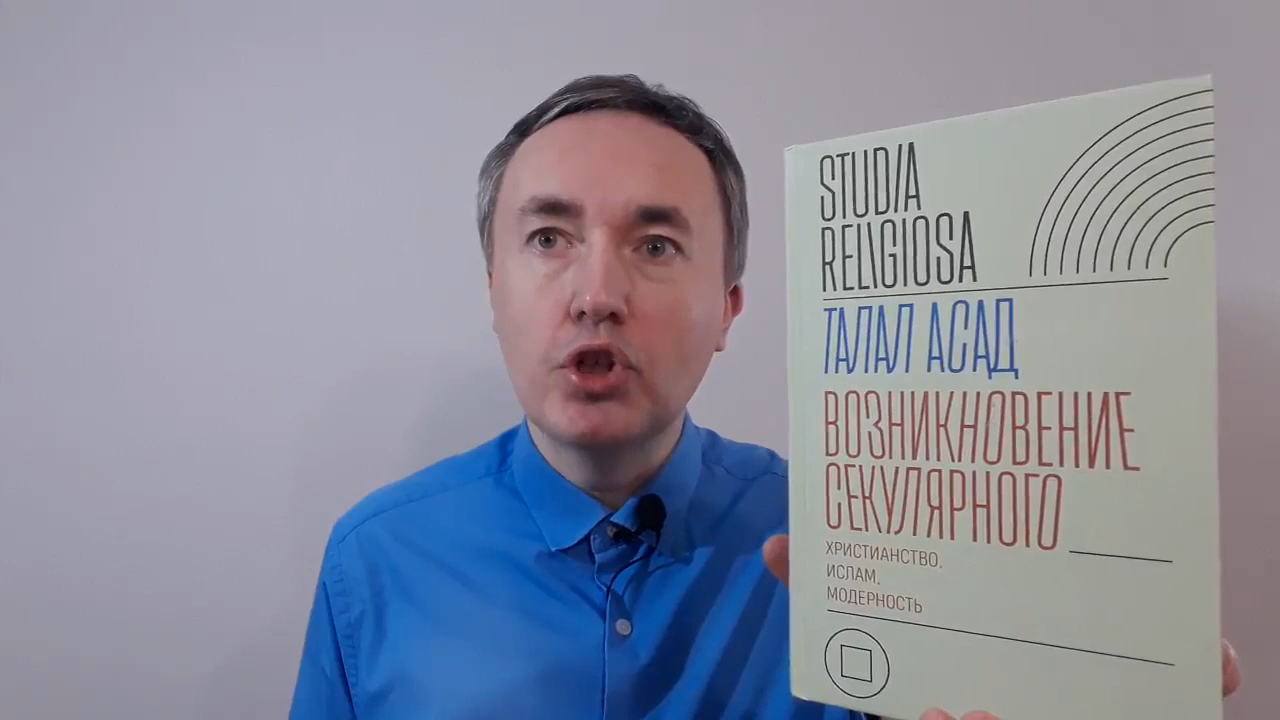 STUDIA
RELIGIOSA
ТАЛАЛ АСАД
ВОЗНИКНОВЕНИЕ
СЕКУЛЯРНОГО
ХРИСТИАНСТВО,
ИСЛАМ,
МОДЕРНОСТЬ